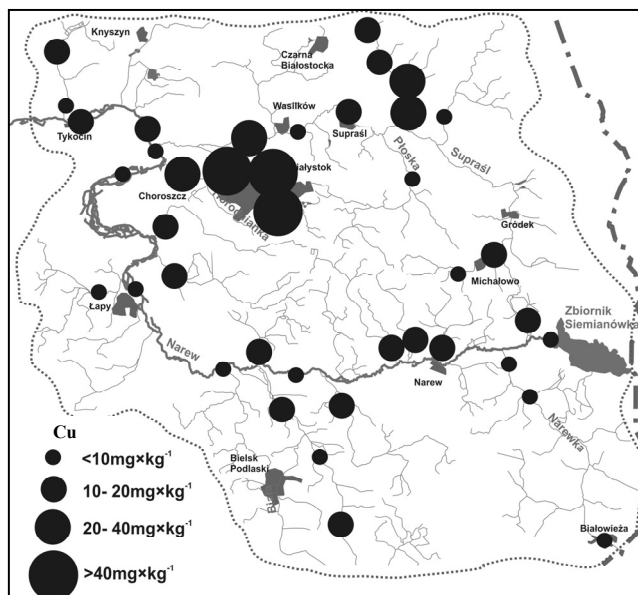 Knyszyn
Czarna
Białostocka
Wasilków
Tykocin
Supraśl
Białystok
Płoska
Supraśl
Choroszcz
Gródek
Michałowo
Zbiornik
Siemianówka
Łapy
Narew
Narew
Narewka
Cu
<10mg×kg⁻¹
10- 20mg×kg⁻¹
20- 40mg×kg⁻¹
>40mg×kg⁻¹
Bielsk
Podlaski
Białowieża